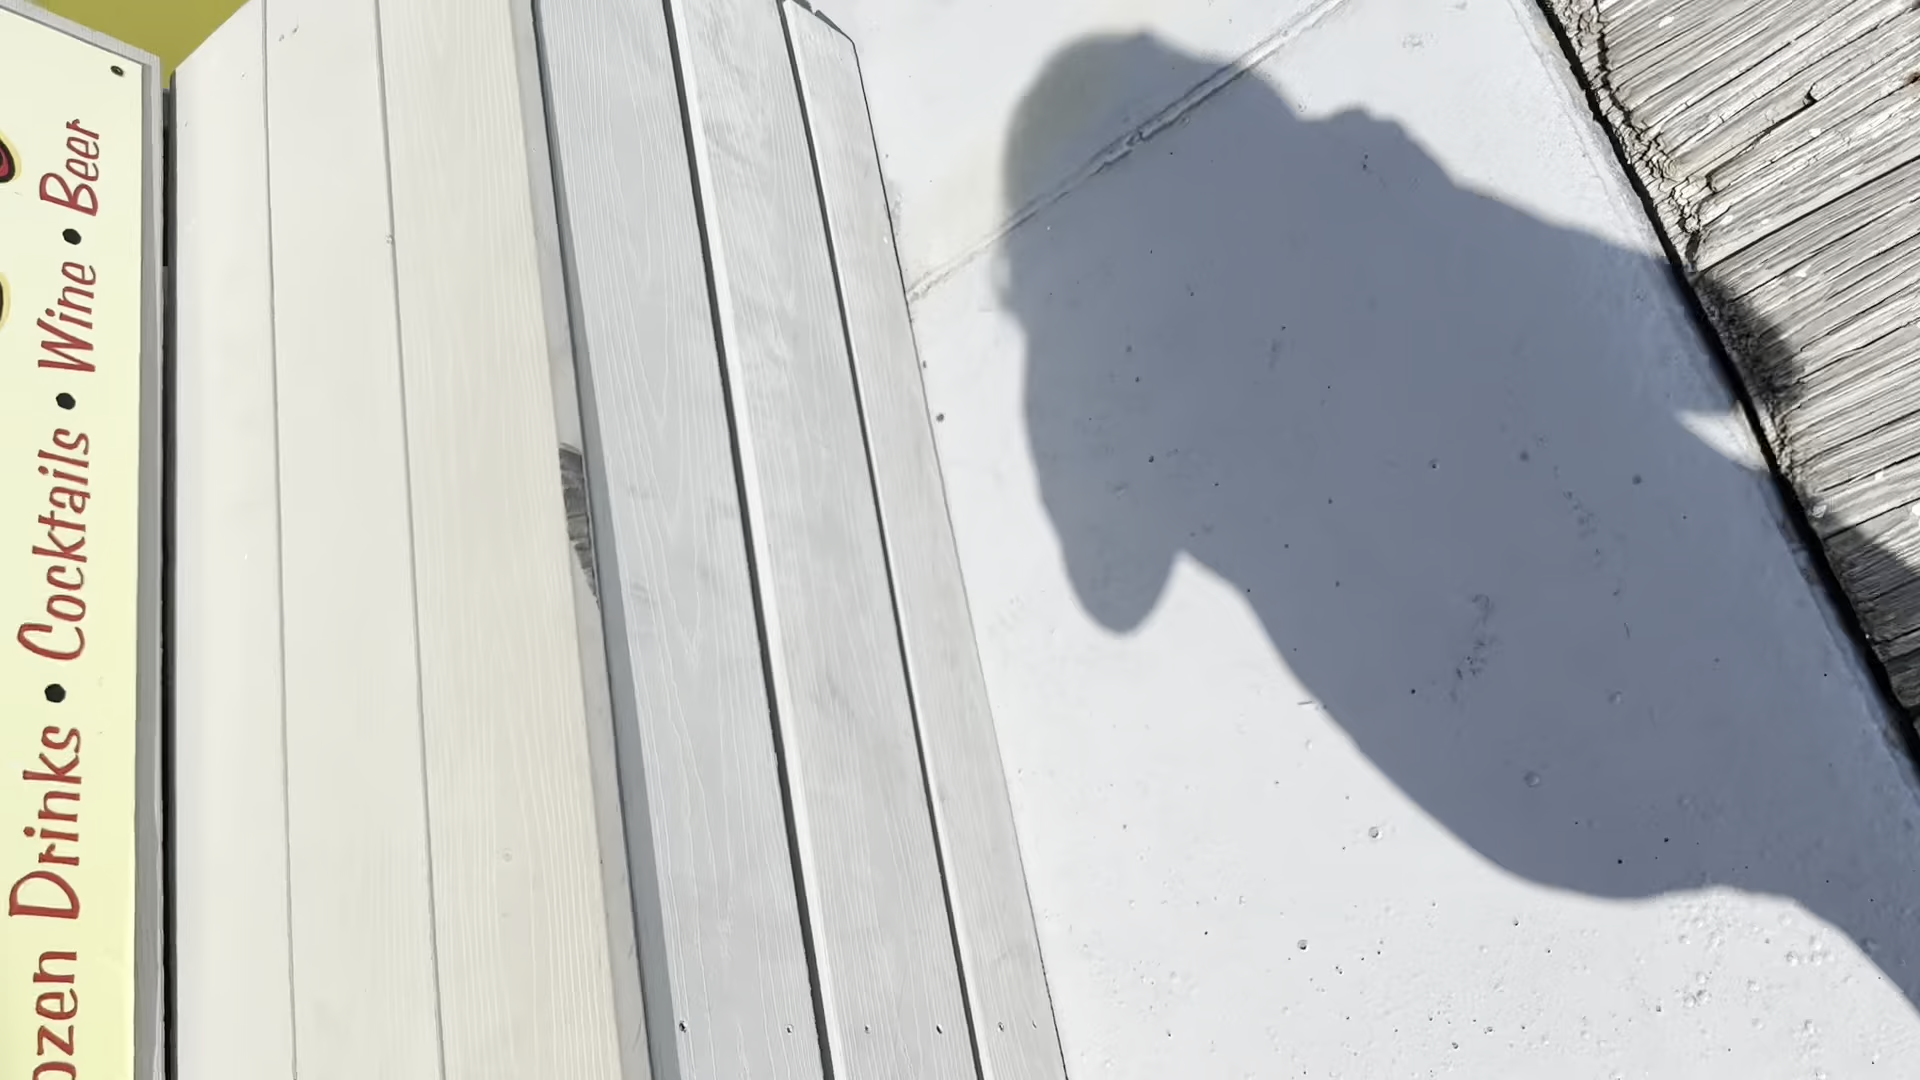 ozen Drinks • Cocktails • Wine • Beer